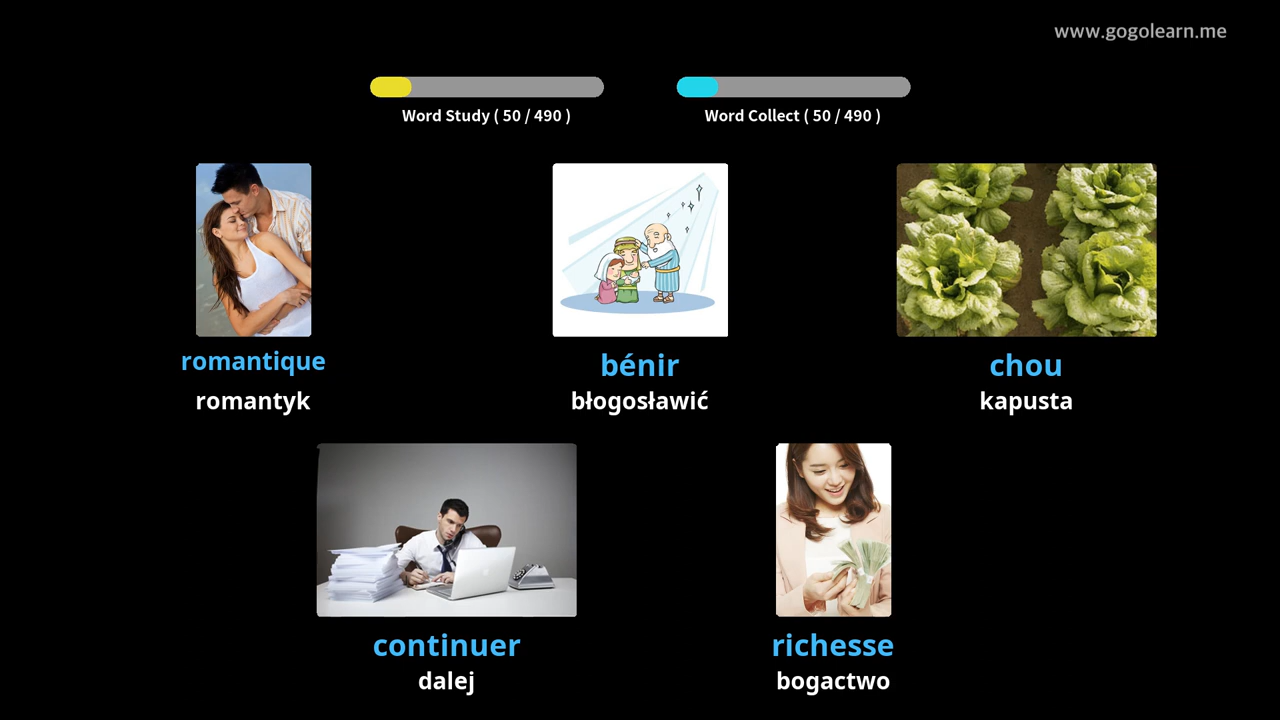 www.gogolearn.me
Word Study ( 50 / 490 )
Word Collect ( 50 / 490 )
romantique
romantyk
bénir
błogosławić
chou
kapusta
continuer
dalej
richesse
bogactwo